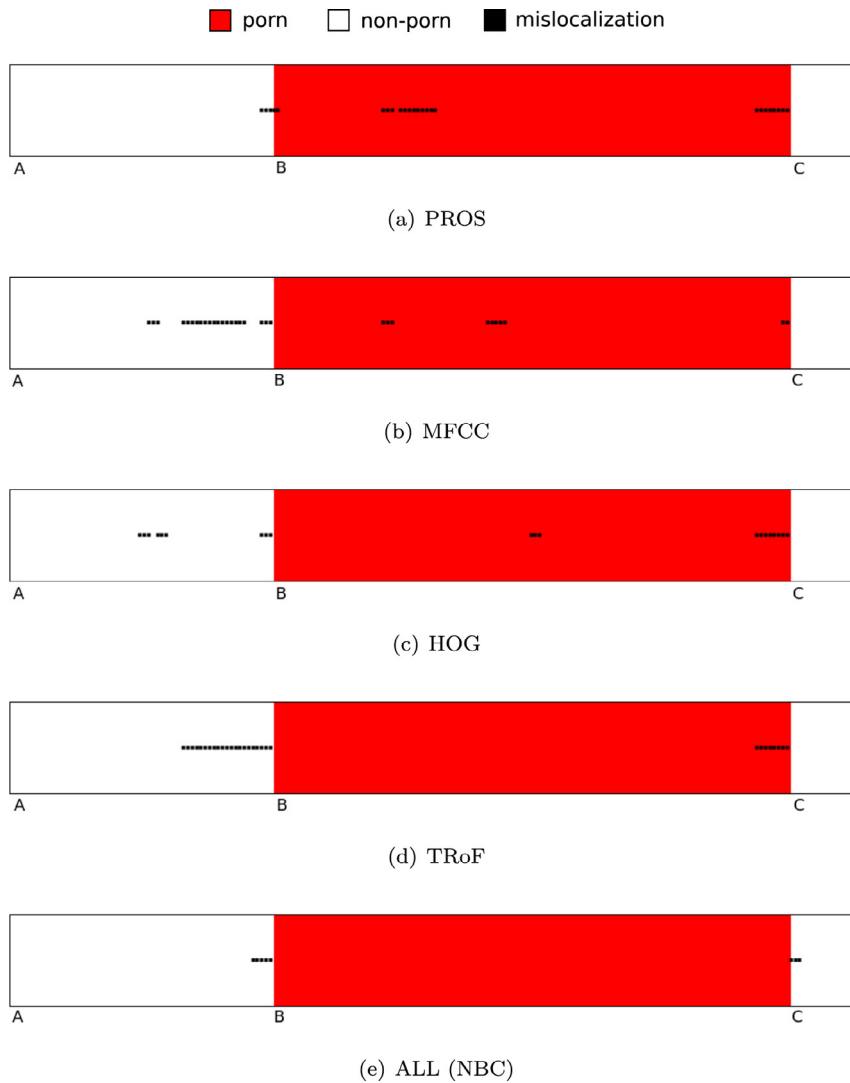 porn non-porn mislocalization
A B C
(a) PROS
A B C
(b) MFCC
A B C
(c) HOG
A B C
(d) TRoF
A B C
(e) ALL (NBC)